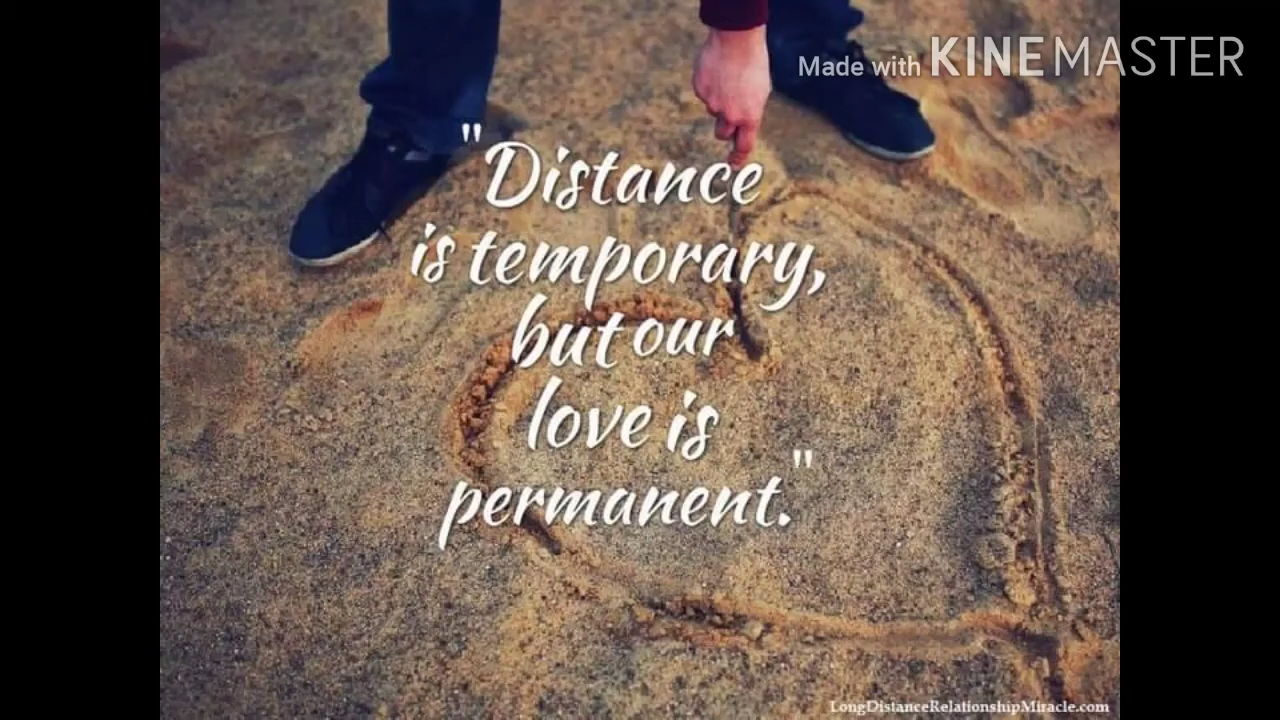 Made with KINEMASTER
"Distance
is temporary,
but our
love is
permanent."
LongDistanceRelationshipMiracle.com